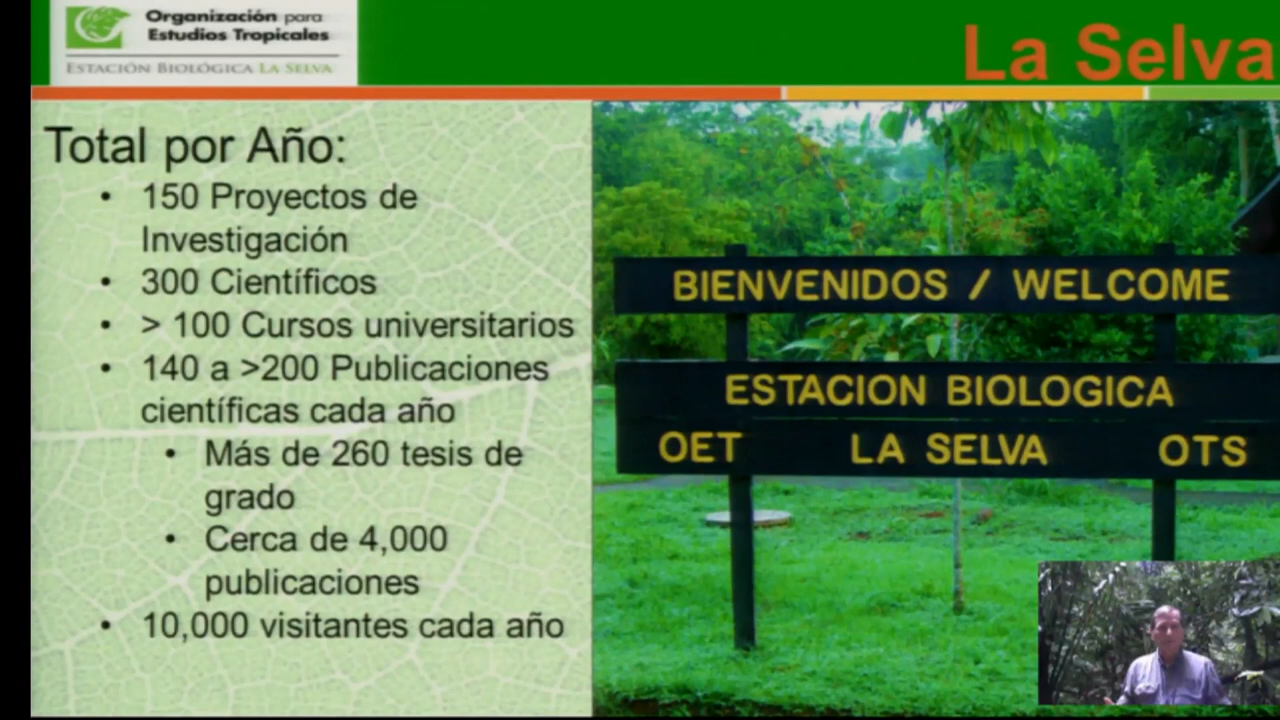 Organización para
Estudios Tropicales
ESTACIÓN BIOLÓGICA LA SELVA
La Selva
Total por Año:
• 150 Proyectos de
Investigación
• 300 Científicos
• > 100 Cursos universitarios
• 140 a >200 Publicaciones
científicas cada año
• Más de 260 tesis de
grado
• Cerca de 4,000
publicaciones
• 10,000 visitantes cada año
BIENVENIDOS / WELCOME
ESTACION BIOLOGICA
OET LA SELVA OTS